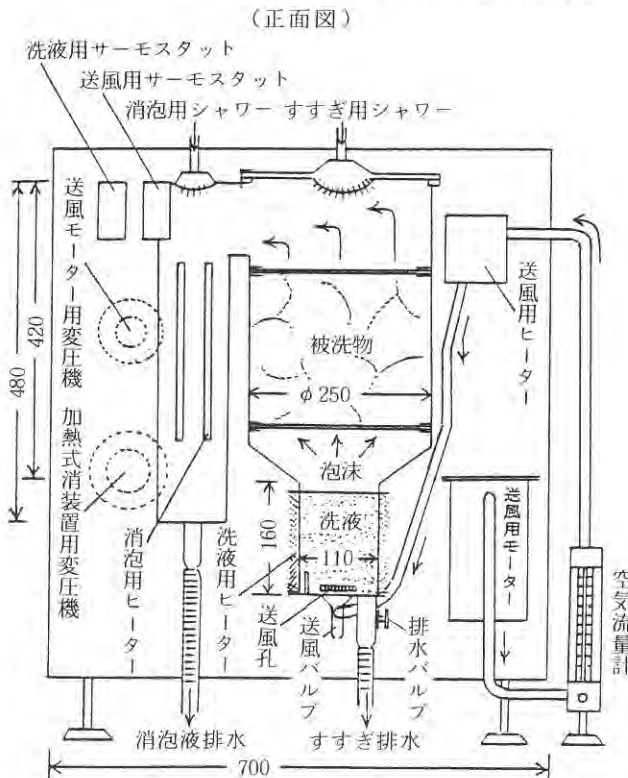 (正面図)
洗液用サーモスタット
送風用サーモスタット
消泡用シャワー すすぎ用シャワー
送風モーター用変圧機
加熱式消装置用変圧機
480
420
送風用ヒーター
被洗物
φ250
泡沫
洗液
160
110
送風用モーター
空気流量計
消泡用ヒーター
洗液用ヒーター
送風孔
送風バルブ
排水バルブ
消泡液排水
すすぎ排水
700